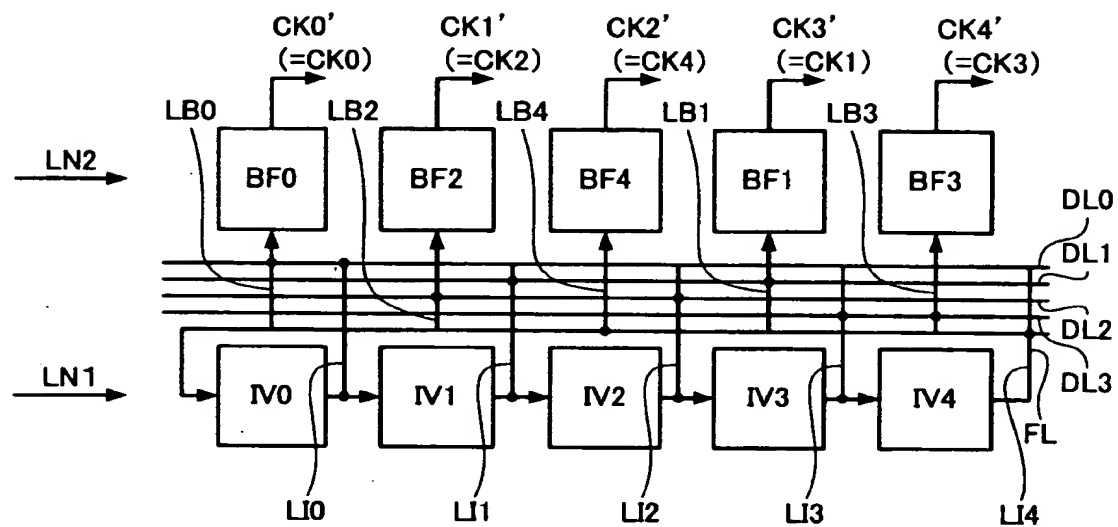 CK0' CK1' CK2' CK3' CK4'
(=CK0) (=CK2) (=CK4) (=CK1) (=CK3)
LB0 LB2 LB4 LB1 LB3
LN2
BF0 BF2 BF4 BF1 BF3
DL0
DL1
DL2
DL3
LN1
IV0 IV1 IV2 IV3 IV4
FL
LI0 LI1 LI2 LI3 LI4